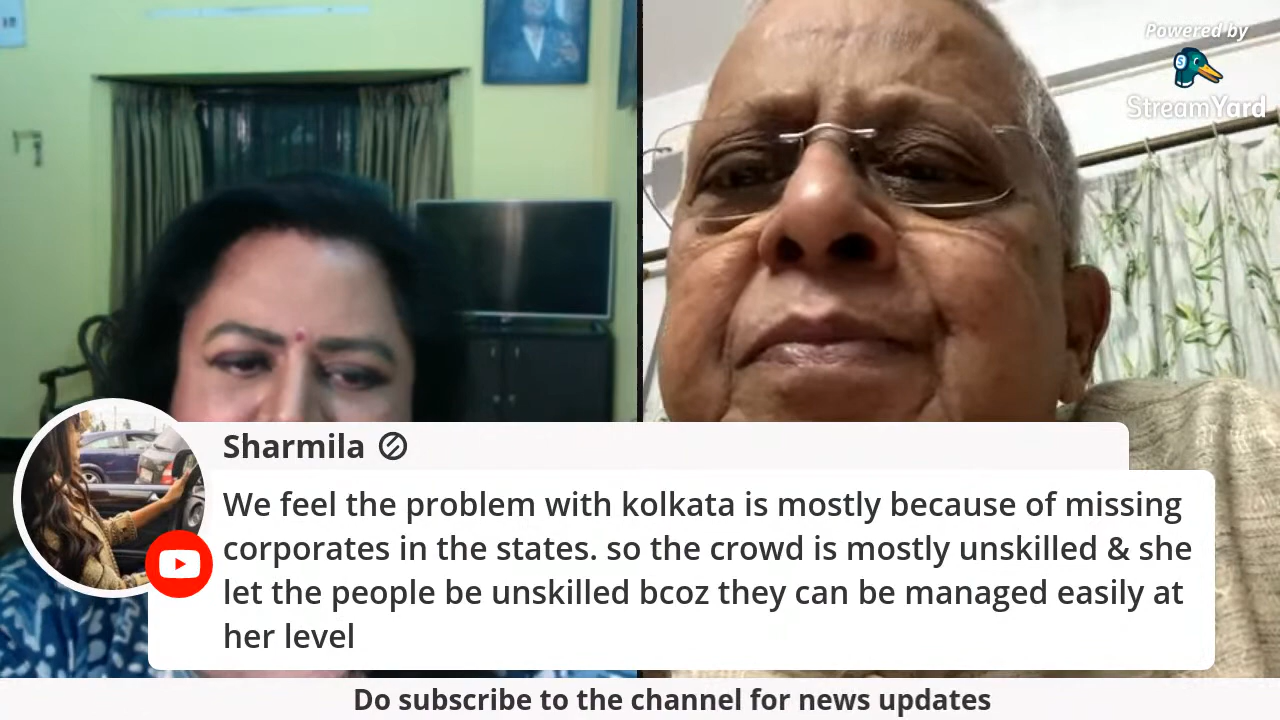 Powered by
StreamYard
Sharmila
We feel the problem with kolkata is mostly because of missing
corporates in the states. so the crowd is mostly unskilled & she
let the people be unskilled bcoz they can be managed easily at
her level
Do subscribe to the channel for news updates